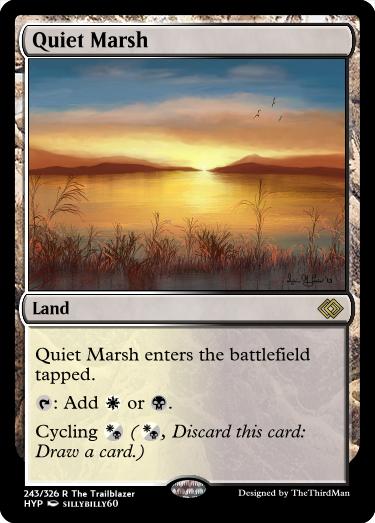 Quiet Marsh
Land
Quiet Marsh enters the battlefield
tapped.
: Add or .
Cycling ( , Discard this card:
Draw a card.)
243/326 R The Trailblazer
HYP SILLYBILLY60
Designed by TheThirdMan